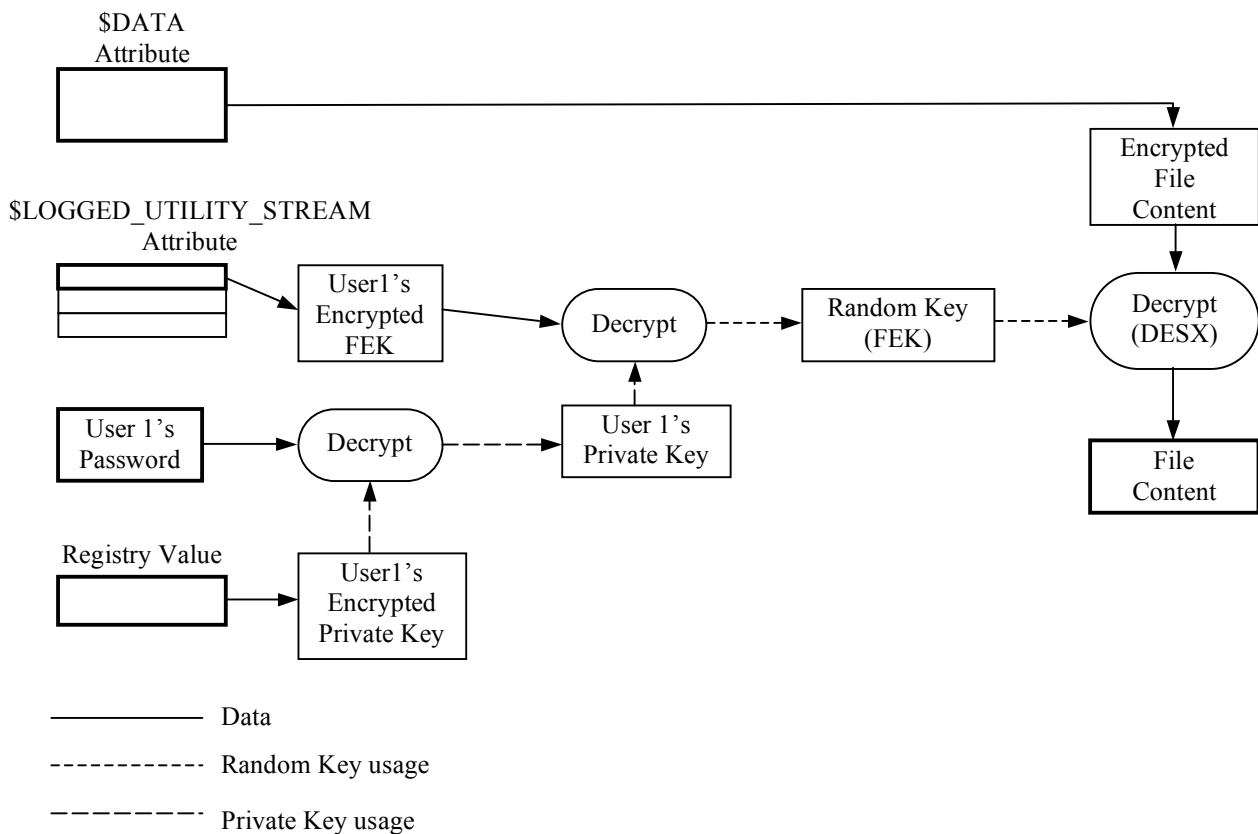 $DATA
Attribute
Encrypted
File
Content
$LOGGED_UTILITY_STREAM
Attribute
User1's
Encrypted
FEK
Decrypt
Random Key
(FEK)
Decrypt
(DESX)
User 1’s
Password
Decrypt
User 1’s
Private Key
File
Content
Registry Value
User1’s
Encrypted
Private Key
Data
Random Key usage
Private Key usage